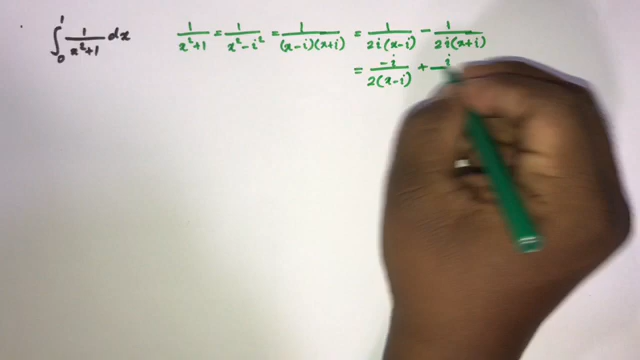 ∫₀¹ 1/(x²+1) dx    1/(x²+1) = 1/(x²-i²) = 1/((x-i)(x+i)) = 1/(2i(x-i)) - 1/(2i(x+i))
= -i/(2(x-i)) + i